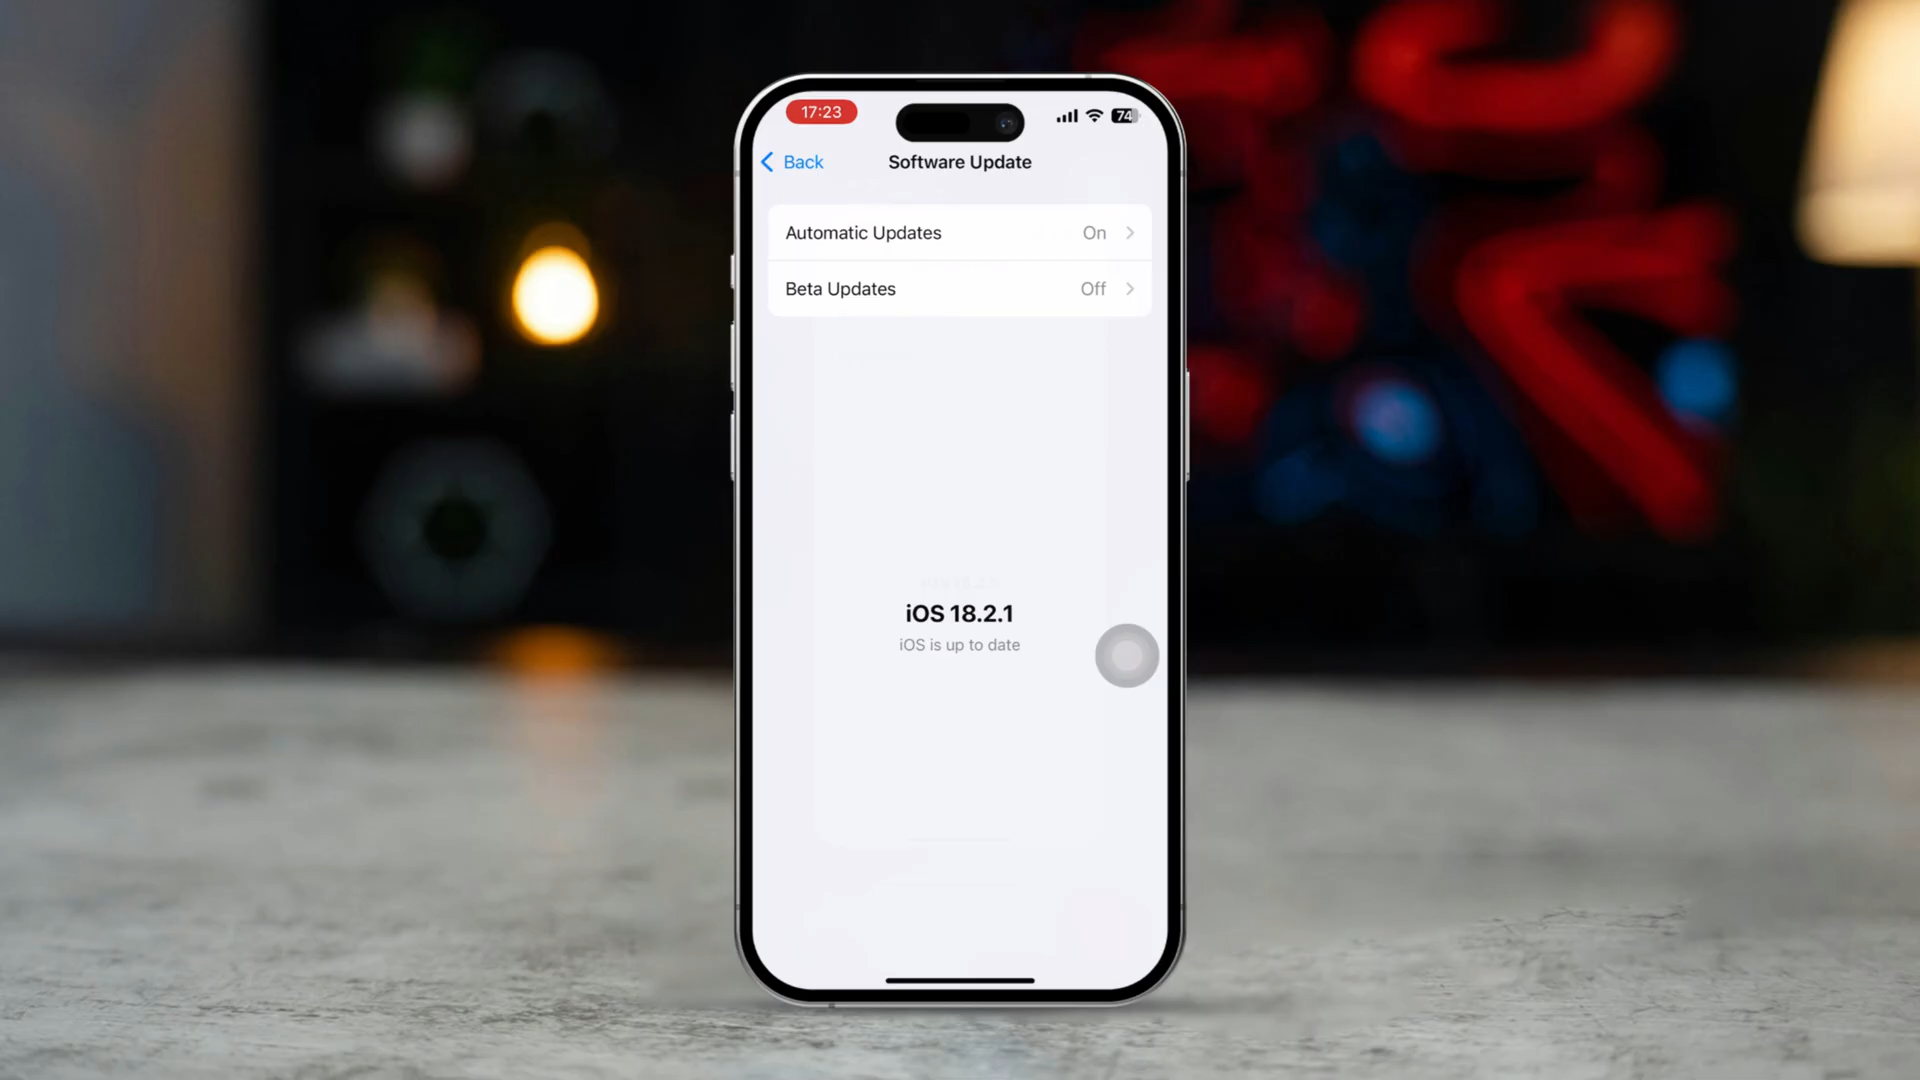 17:23
74
Back
Software Update
Automatic Updates On
Beta Updates Off
iOS 18.2.1
iOS is up to date